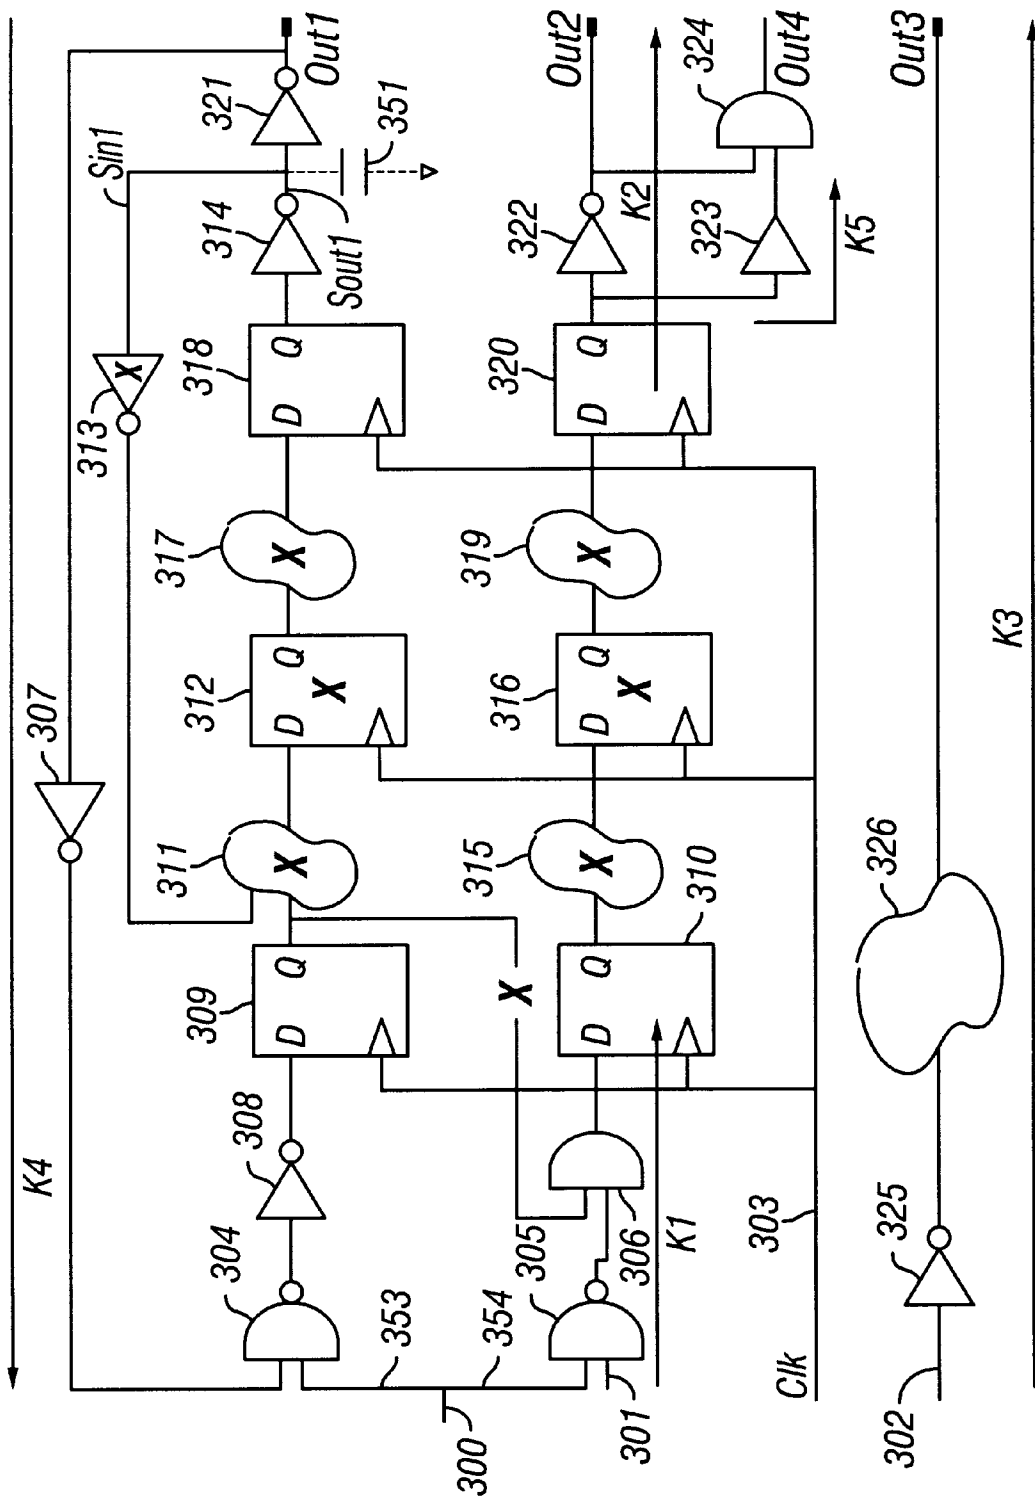 K4
307
Sin1
313
304
308
309
D Q
311
X
312
D Q
X
317
X
318
D Q
314
Sout1
321
351
Out1
X
353
300
354
301
305
306
K1
D Q
310
315
X
316
D Q
X
319
X
320
D Q
322
K2
Out2
323
324
Out4
K5
Clk
303
302
325
326
Out3
K3
X